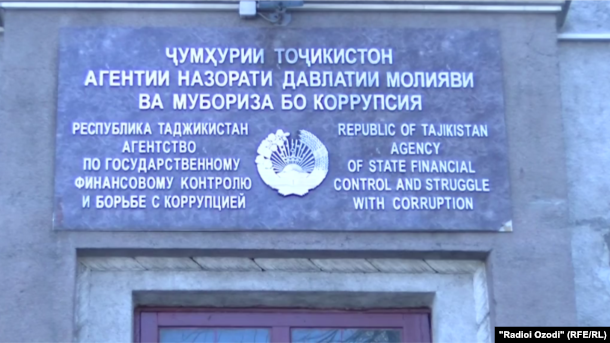 ҶУМҲУРИИ ТОҶИКИСТОН
АГЕНТИИ НАЗОРАТИ ДАВЛАТИИ МОЛИЯВИ
ВА МУБОРИЗА БО КОРРУПСИЯ
РЕСПУБЛИКА ТАДЖИКИСТАН
АГЕНТСТВО
ПО ГОСУДАРСТВЕННОМУ
ФИНАНСОВОМУ КОНТРОЛЮ
И БОРЬБЕ С КОРРУПЦИЕЙ
REPUBLIC OF TAJIKISTAN
AGENCY
OF STATE FINANCIAL
CONTROL AND STRUGGLE
WITH CORRUPTION
"Radioi Ozodi" (RFE/RL)